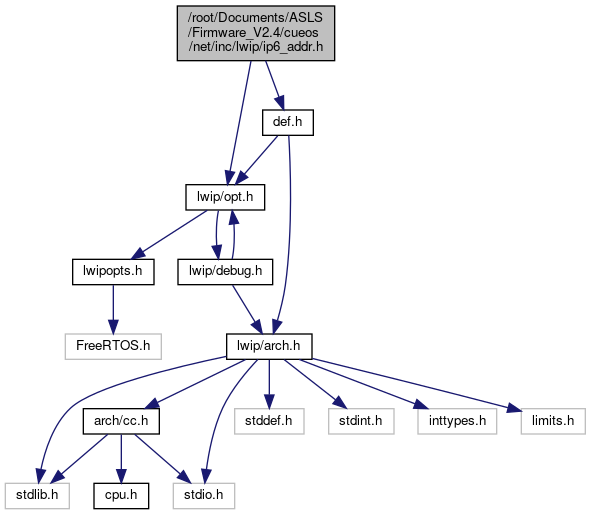 /root/Documents/ASLS
/Firmware_V2.4/cueos
/net/inc/lwip/ip6_addr.h
def.h
lwip/opt.h
lwipopts.h
lwip/debug.h
FreeRTOS.h
lwip/arch.h
arch/cc.h
stddef.h
stdint.h
inttypes.h
limits.h
stdlib.h
cpu.h
stdio.h